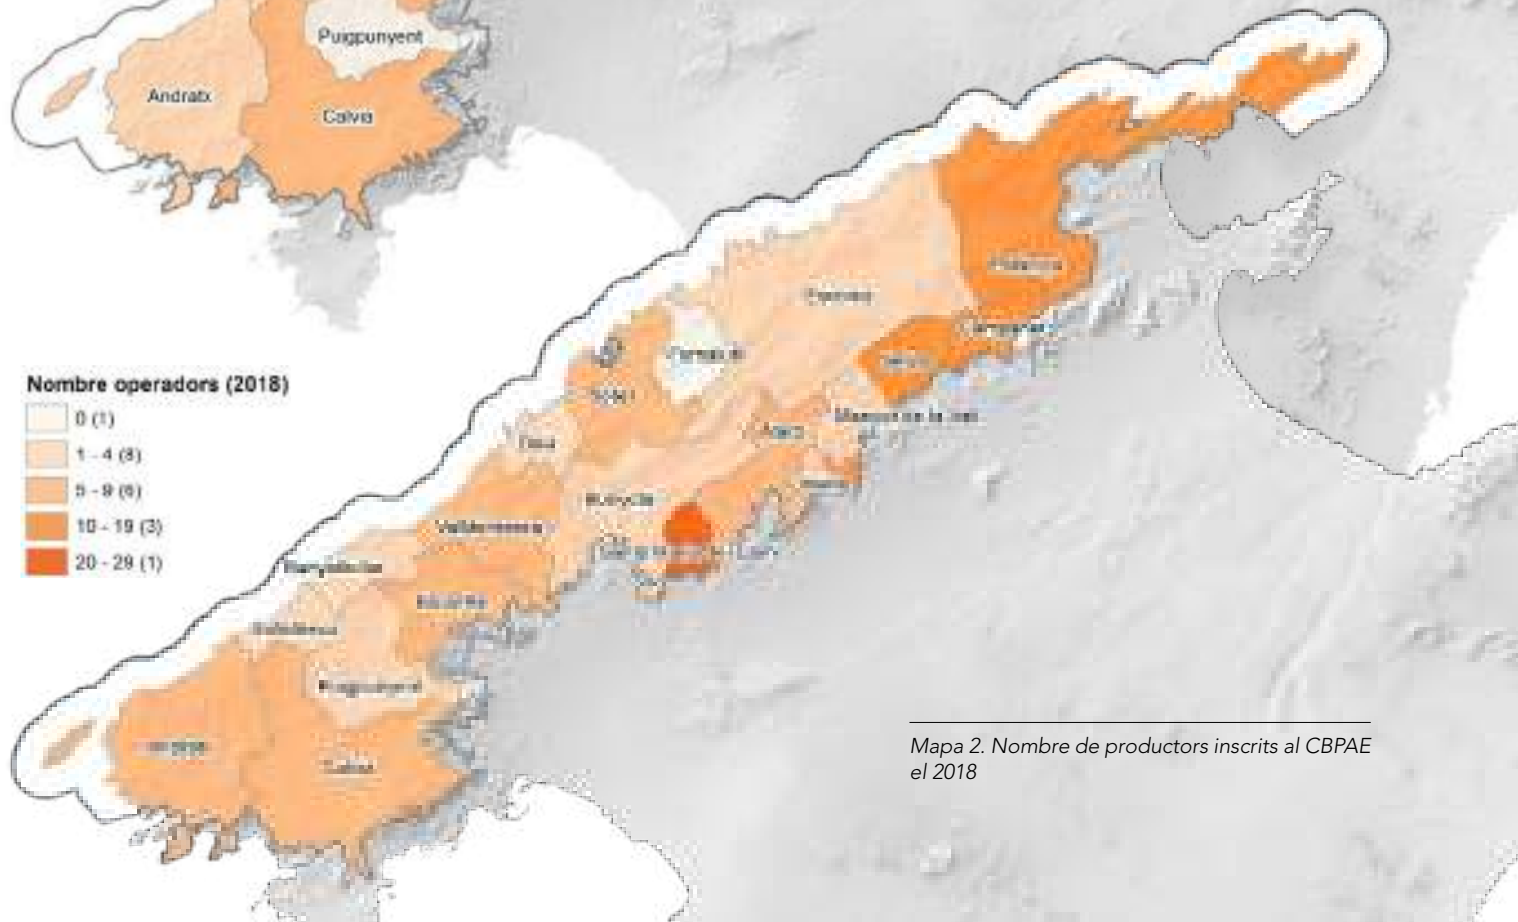 Puigpunyent
Andratx
Calvià
Pollença
Escorca
Campanet
Fornalutx
Selva
Sóller
Mancor de la Vall
Alaró
Deià
Bunyola
Valldemossa
Banyalbufar
Esporles
Estellencs
Puigpunyent
Andratx
Calvià
Nombre operadors (2018)
0 (1)
1 - 4 (8)
5 - 9 (6)
10 - 19 (3)
20 - 29 (1)
Mapa 2. Nombre de productors inscrits al CBPAE
el 2018